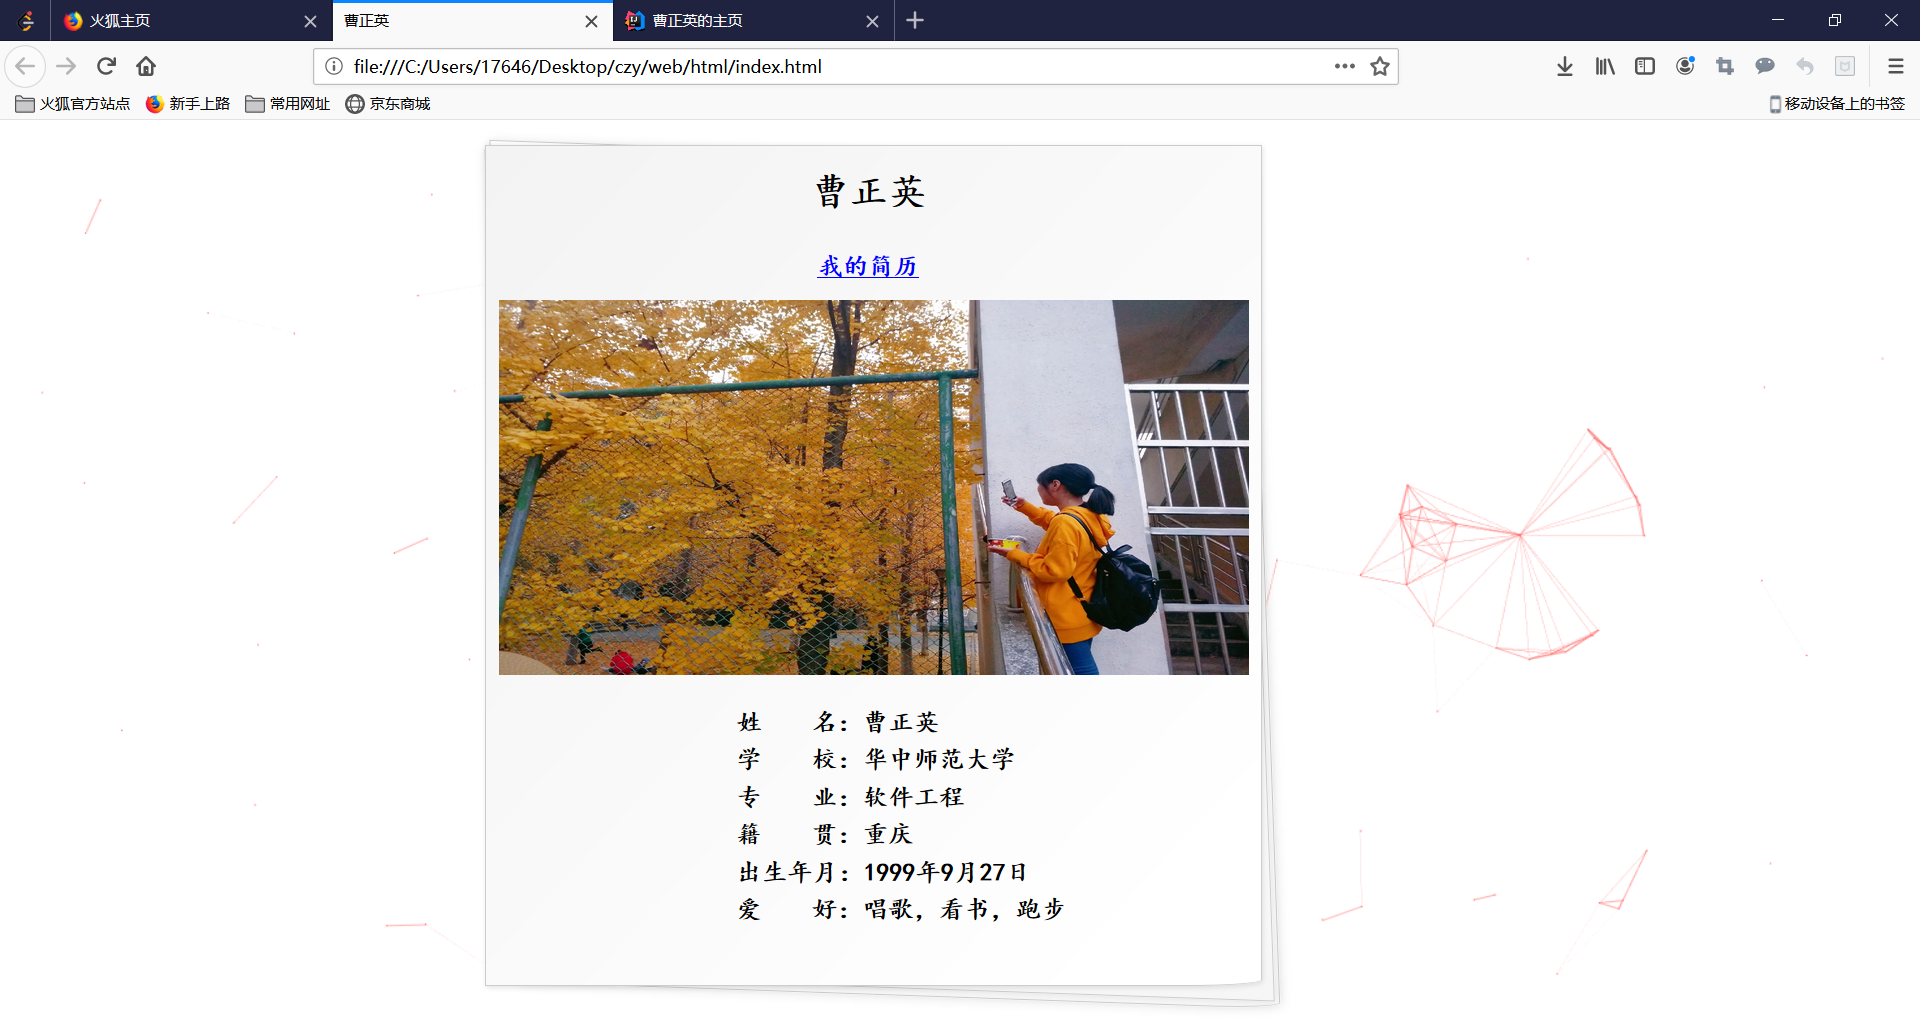 火狐主页
曹正英
曹正英的主页
file:///C:/Users/17646/Desktop/czy/web/html/index.html
火狐官方站点
新手上路
常用网址
京东商城
移动设备上的书签
曹正英
我的简历
姓 名：曹正英
学 校：华中师范大学
专 业：软件工程
籍 贯：重庆
出生年月：1999年9月27日
爱 好：唱歌，看书，跑步